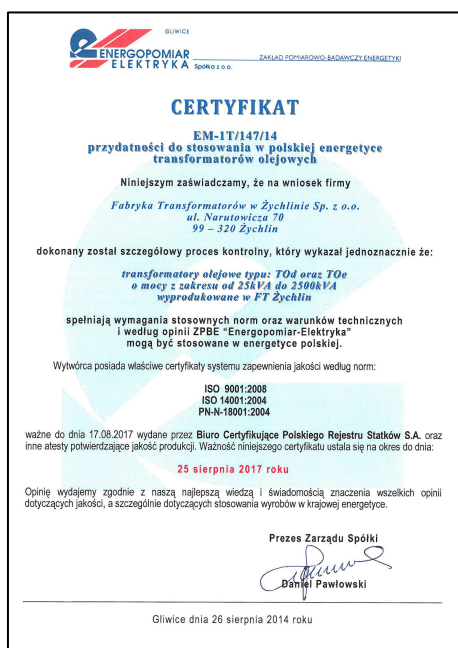 GLIWICE
ENERGOPOMIAR
ELEKTRYKA Spółka z o.o.
ZAKŁAD POMIAROWO-BADAWCZY ENERGETYKI
CERTYFIKAT
EM-1T/147/14
przydatności do stosowania w polskiej energetyce
transformatorów olejowych
Niniejszym zaświadczamy, że na wniosek firmy
Fabryka Transformatorów w Żychlinie Sp. z o.o.
ul. Narutowicza 70
99 – 320 Żychlin
dokonany został szczegółowy proces kontrolny, który wykazał jednoznacznie że:
transformatory olejowe typu: TOd oraz TOe
o mocy z zakresu od 25kVA do 2500kVA
wyprodukowane w FT Żychlin
spełniają wymagania stosownych norm oraz warunków technicznych
i według opinii ZPBE "Energopomiar-Elektryka"
mogą być stosowane w energetyce polskiej.
Wytwórca posiada właściwe certyfikaty systemu zapewnienia jakości według norm:
ISO 9001:2008
ISO 14001:2004
PN-N-18001:2004
ważne do dnia 17.08.2017 wydane przez Biuro Certyfikujące Polskiego Rejestru Statków S.A. oraz
inne atesty potwierdzające jakość produkcji. Ważność niniejszego certyfikatu ustala się na okres do dnia:
25 sierpnia 2017 roku
Opinię wydajemy zgodnie z naszą najlepszą wiedzą i świadomością znaczenia wszelkich opinii
dotyczących jakości, a szczególnie dotyczących stosowania wyrobów w krajowej energetyce.
Prezes Zarządu Spółki
Daniel Pawłowski
Gliwice dnia 26 sierpnia 2014 roku